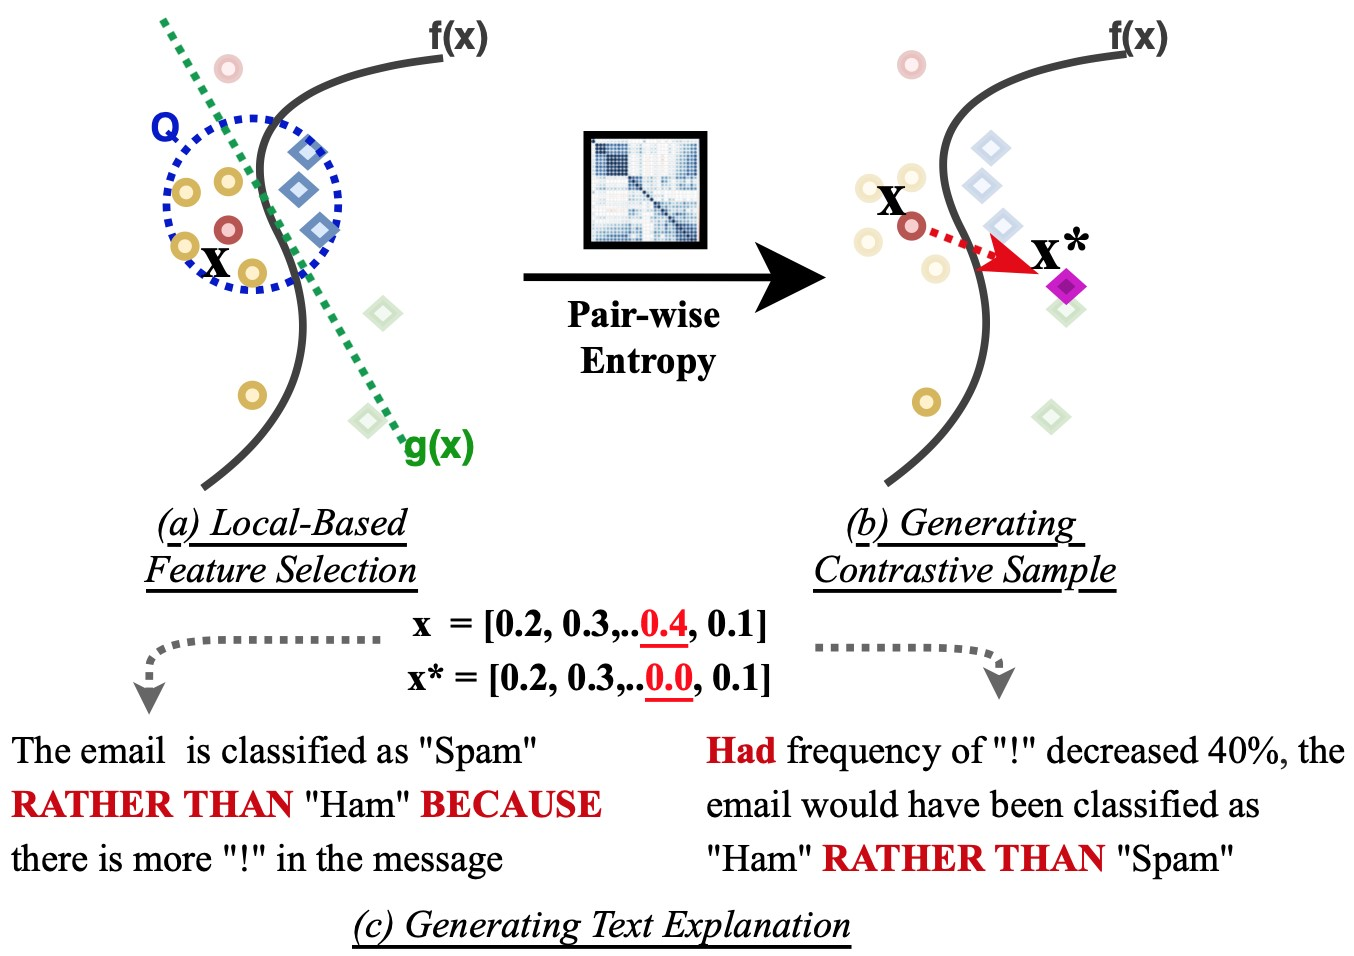 f(x)
Q
x
g(x)
Pair-wise
Entropy
f(x)
x
x*
(a) Local-Based
Feature Selection
(b) Generating
Contrastive Sample
x = [0.2, 0.3,..0.4, 0.1]
x* = [0.2, 0.3,..0.0, 0.1]
The email is classified as "Spam"
RATHER THAN "Ham" BECAUSE
there is more "!" in the message
Had frequency of "!" decreased 40%, the
email would have been classified as
"Ham" RATHER THAN "Spam"
(c) Generating Text Explanation